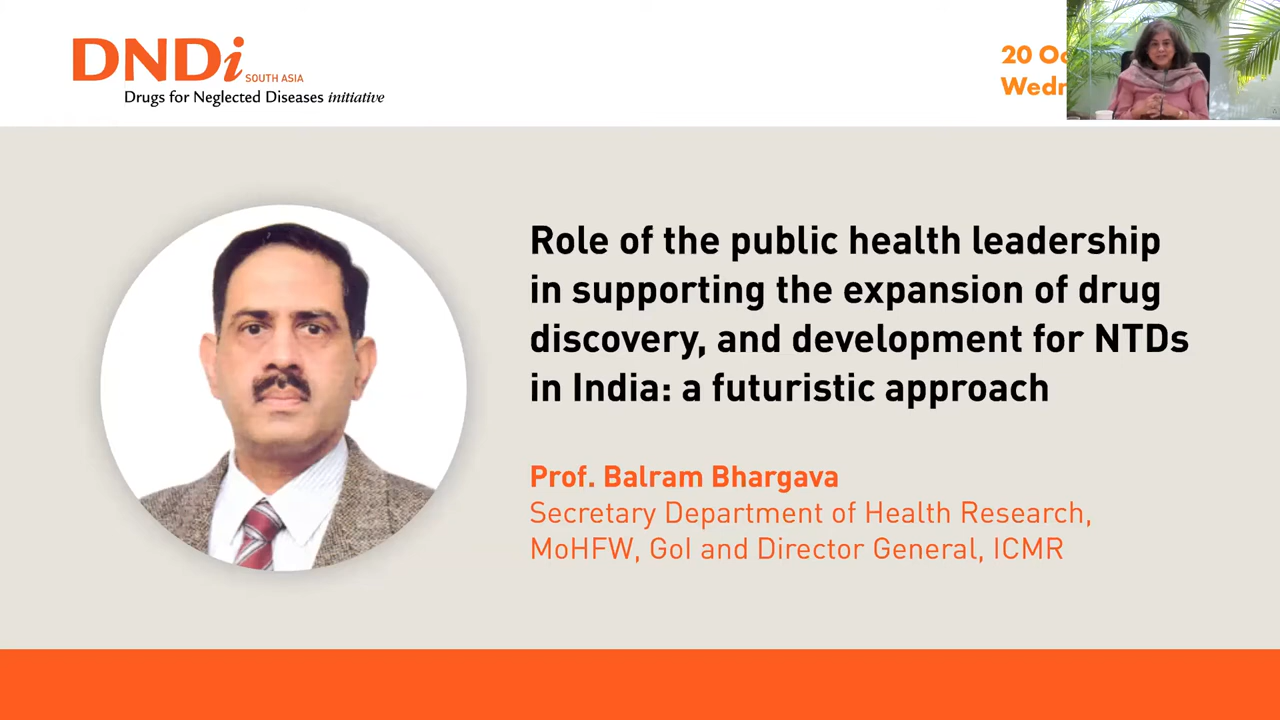 DNDi SOUTH ASIA
Drugs for Neglected Diseases initiative
20
Role of the public health leadership
in supporting the expansion of drug
discovery, and development for NTDs
in India: a futuristic approach
Prof. Balram Bhargava
Secretary Department of Health Research,
MoHFW, GoI and Director General, ICMR